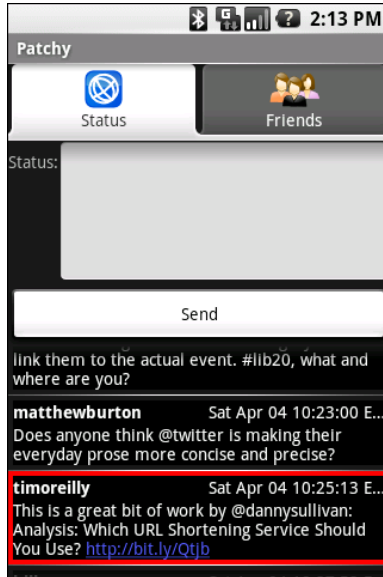 2:13 PM
Patchy
Status
Friends
Status:
Send
link them to the actual event. #lib20, what and
where are you?
matthewburton Sat Apr 04 10:23:00 E...
Does anyone think @twitter is making their
everyday prose more concise and precise?
timoreilly Sat Apr 04 10:25:13 E...
This is a great bit of work by @dannysullivan:
Analysis: Which URL Shortening Service Should
You Use? http://bit.ly/Qtjb